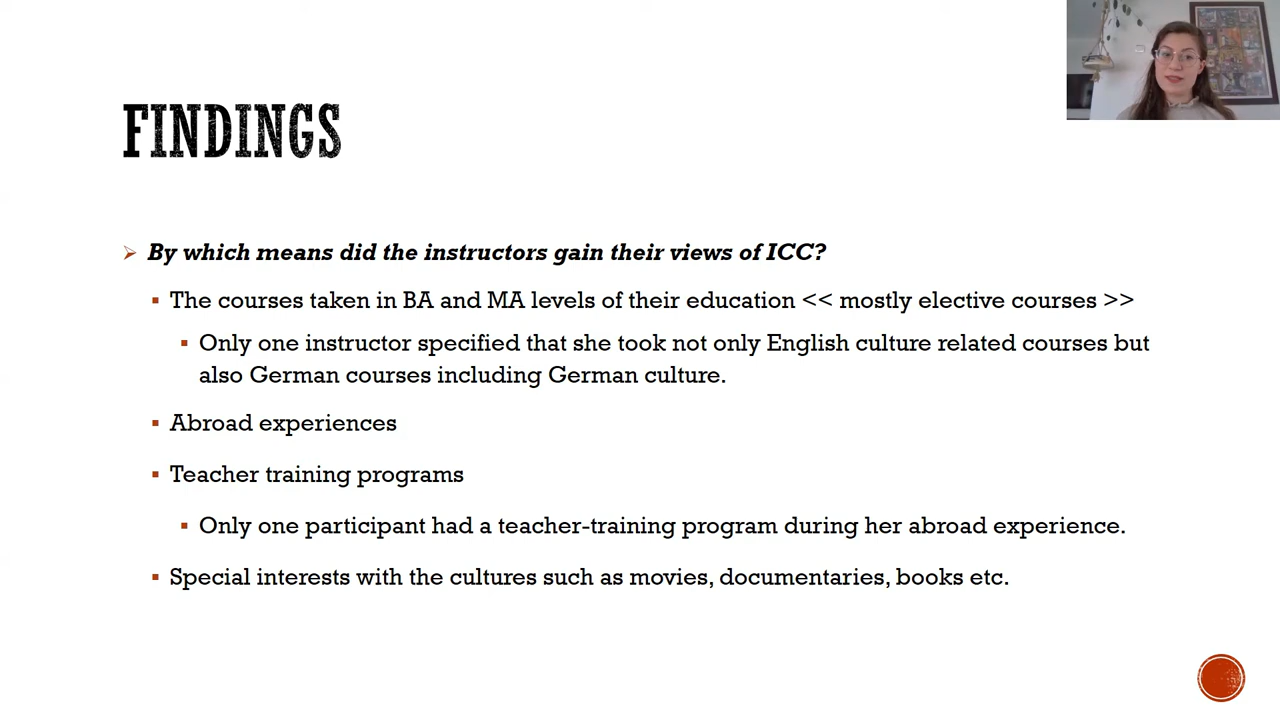 FINDINGS
By which means did the instructors gain their views of ICC?
The courses taken in BA and MA levels of their education << mostly elective courses >>
Only one instructor specified that she took not only English culture related courses but
also German courses including German culture.
Abroad experiences
Teacher training programs
Only one participant had a teacher-training program during her abroad experience.
Special interests with the cultures such as movies, documentaries, books etc.